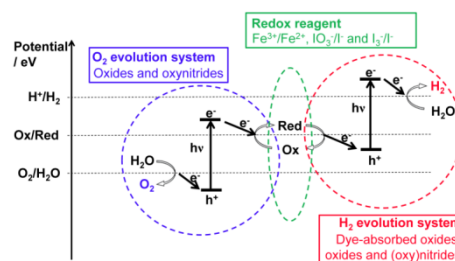 Potential
/ eV
O₂ evolution system
Oxides and oxynitrides
Redox reagent
Fe³⁺/Fe²⁺, IO₃⁻/I⁻ and I₃⁻/I⁻
H⁺/H₂
Ox/Red
O₂/H₂O
e⁻
e⁻
hν
H₂O
O₂
e⁻
h⁺
Red
Ox
e⁻
e⁻
H₂
H₂O
hν
e⁻
h⁺
H₂ evolution system
Dye-absorbed oxides
oxides and (oxy)nitride